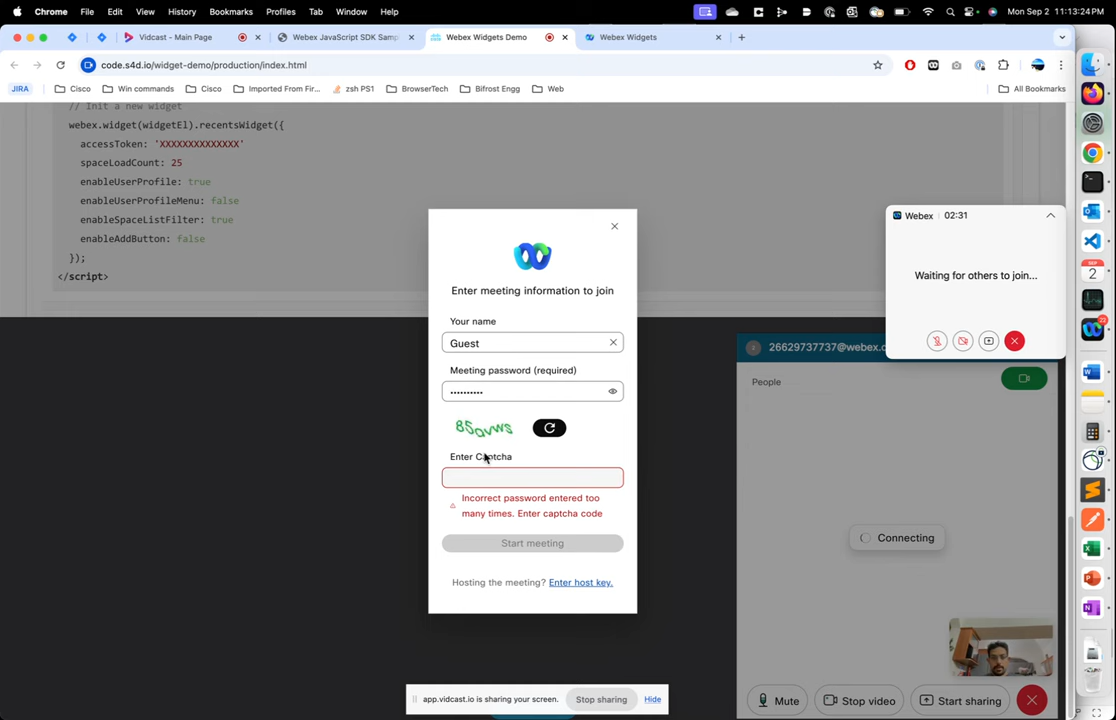 Chrome File Edit View History Bookmarks Profiles Tab Window Help
Mon Sep 2 11:13:24 PM
Vidcast - Main Page
Webex JavaScript SDK Samp
Webex Widgets Demo
Webex Widgets
code.s4d.io/widget-demo/production/index.html
JIRA
Cisco
Win commands
Cisco
Imported From Fir...
zsh PS1
BrowserTech
Bifrost Engg
Web
All Bookmarks
// Init a new widget
webex.widget(widgetEl).recentsWidget({
accessToken: 'XXXXXXXXXXXXXX'
spaceLoadCount: 25
enableUserProfile: true
enableUserProfileMenu: false
enableSpaceListFilter: true
enableAddButton: false
});
</script>
Enter meeting information to join
Your name
Guest
Meeting password (required)
••••••••••
Enter Captcha
Incorrect password entered too
many times. Enter captcha code
Start meeting
Hosting the meeting? Enter host key.
Webex 02:31
Waiting for others to join...
26629737737@webex.c
People
Connecting
Mute
Stop video
Start sharing
app.vidcast.io is sharing your screen.
Stop sharing
Hide
SEP
2